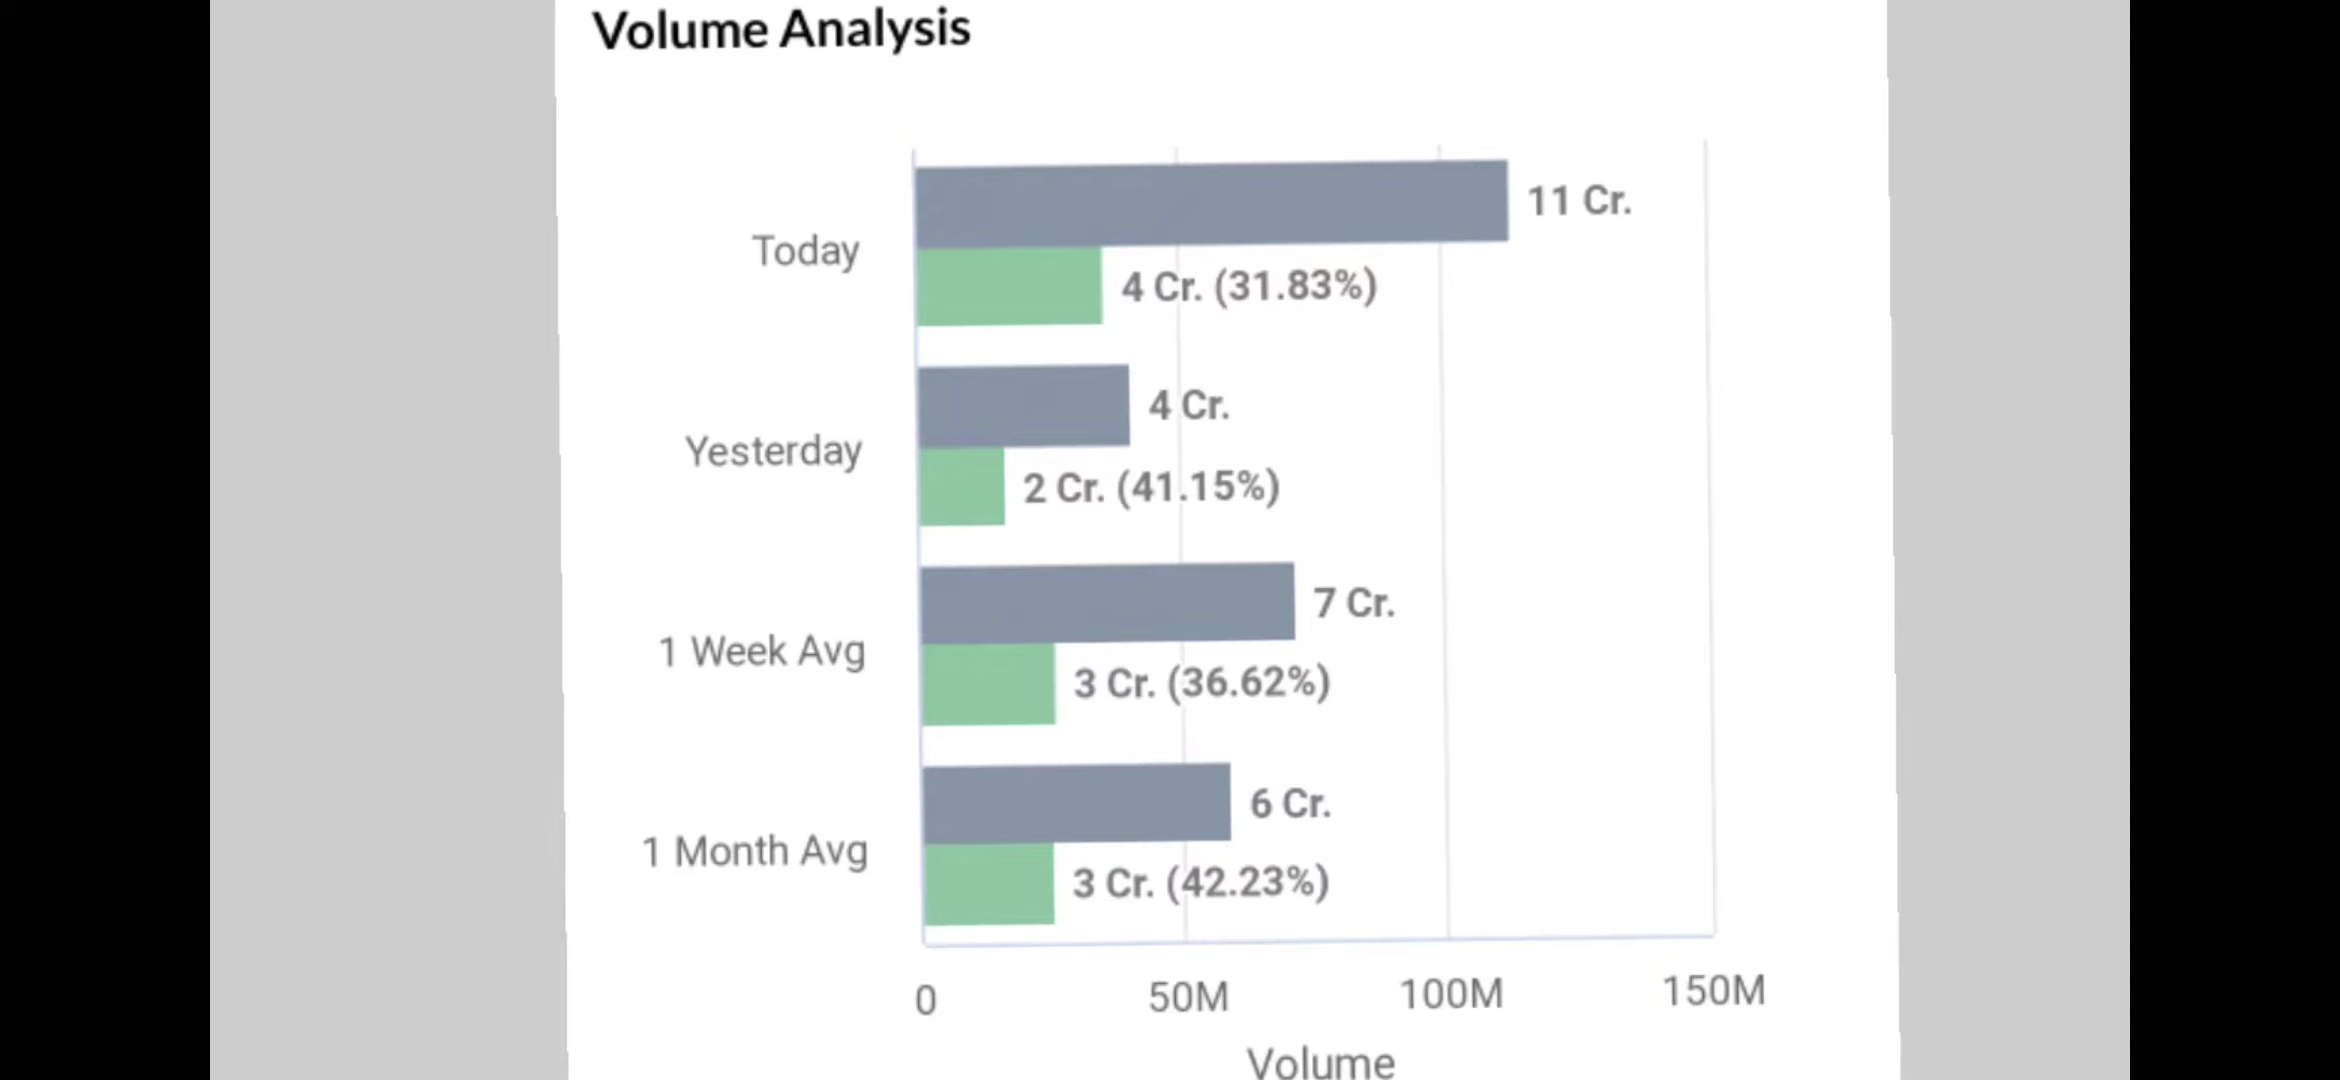 Volume Analysis
11 Cr.
Today
4 Cr. (31.83%)
4 Cr.
Yesterday
2 Cr. (41.15%)
7 Cr.
1 Week Avg
3 Cr. (36.62%)
6 Cr.
1 Month Avg
3 Cr. (42.23%)
0 50M 100M 150M
Volume